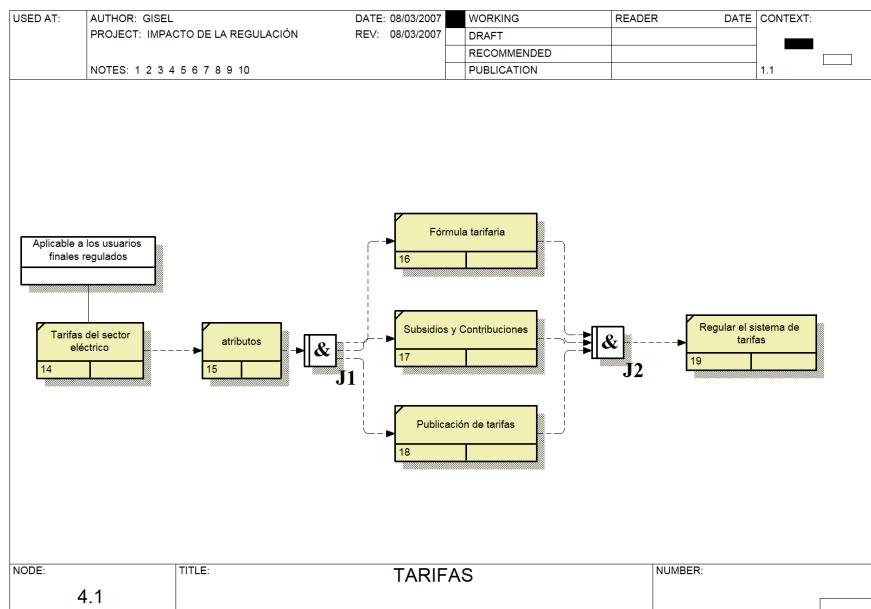 USED AT:
AUTHOR: GISEL
DATE: 08/03/2007
WORKING
READER
DATE
CONTEXT:
PROJECT: IMPACTO DE LA REGULACIÓN
REV: 08/03/2007
DRAFT
RECOMMENDED
NOTES: 1 2 3 4 5 6 7 8 9 10
PUBLICATION
1.1
Aplicable a los usuarios
finales regulados
Tarifas del sector
eléctrico
14
atributos
15
&
J1
Fórmula tarifaria
16
Subsidios y Contribuciones
17
Publicación de tarifas
18
&
J2
Regular el sistema de
tarifas
19
NODE:
4.1
TITLE:
TARIFAS
NUMBER: